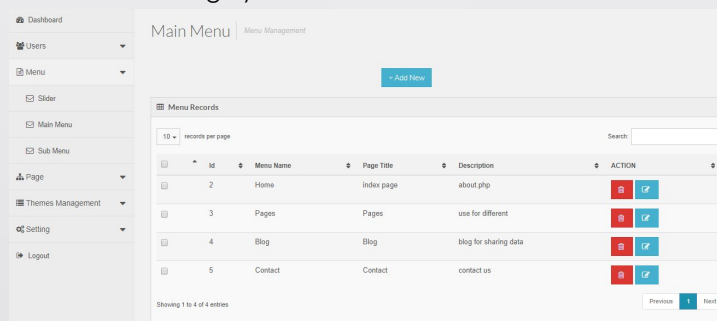 Dashboard
Users
Menu
Slider
Main Menu
Sub Menu
Page
Themes Management
Setting
Logout
Main Menu Menu Management
+ Add New
Menu Records
10 records per page Search:
Id Menu Name Page Title Description ACTION
2 Home index page about php
3 Pages Pages use for different
4 Blog Blog blog for sharing data
5 Contact Contact contact us
Showing 1 to 4 of 4 entries Previous 1 Next